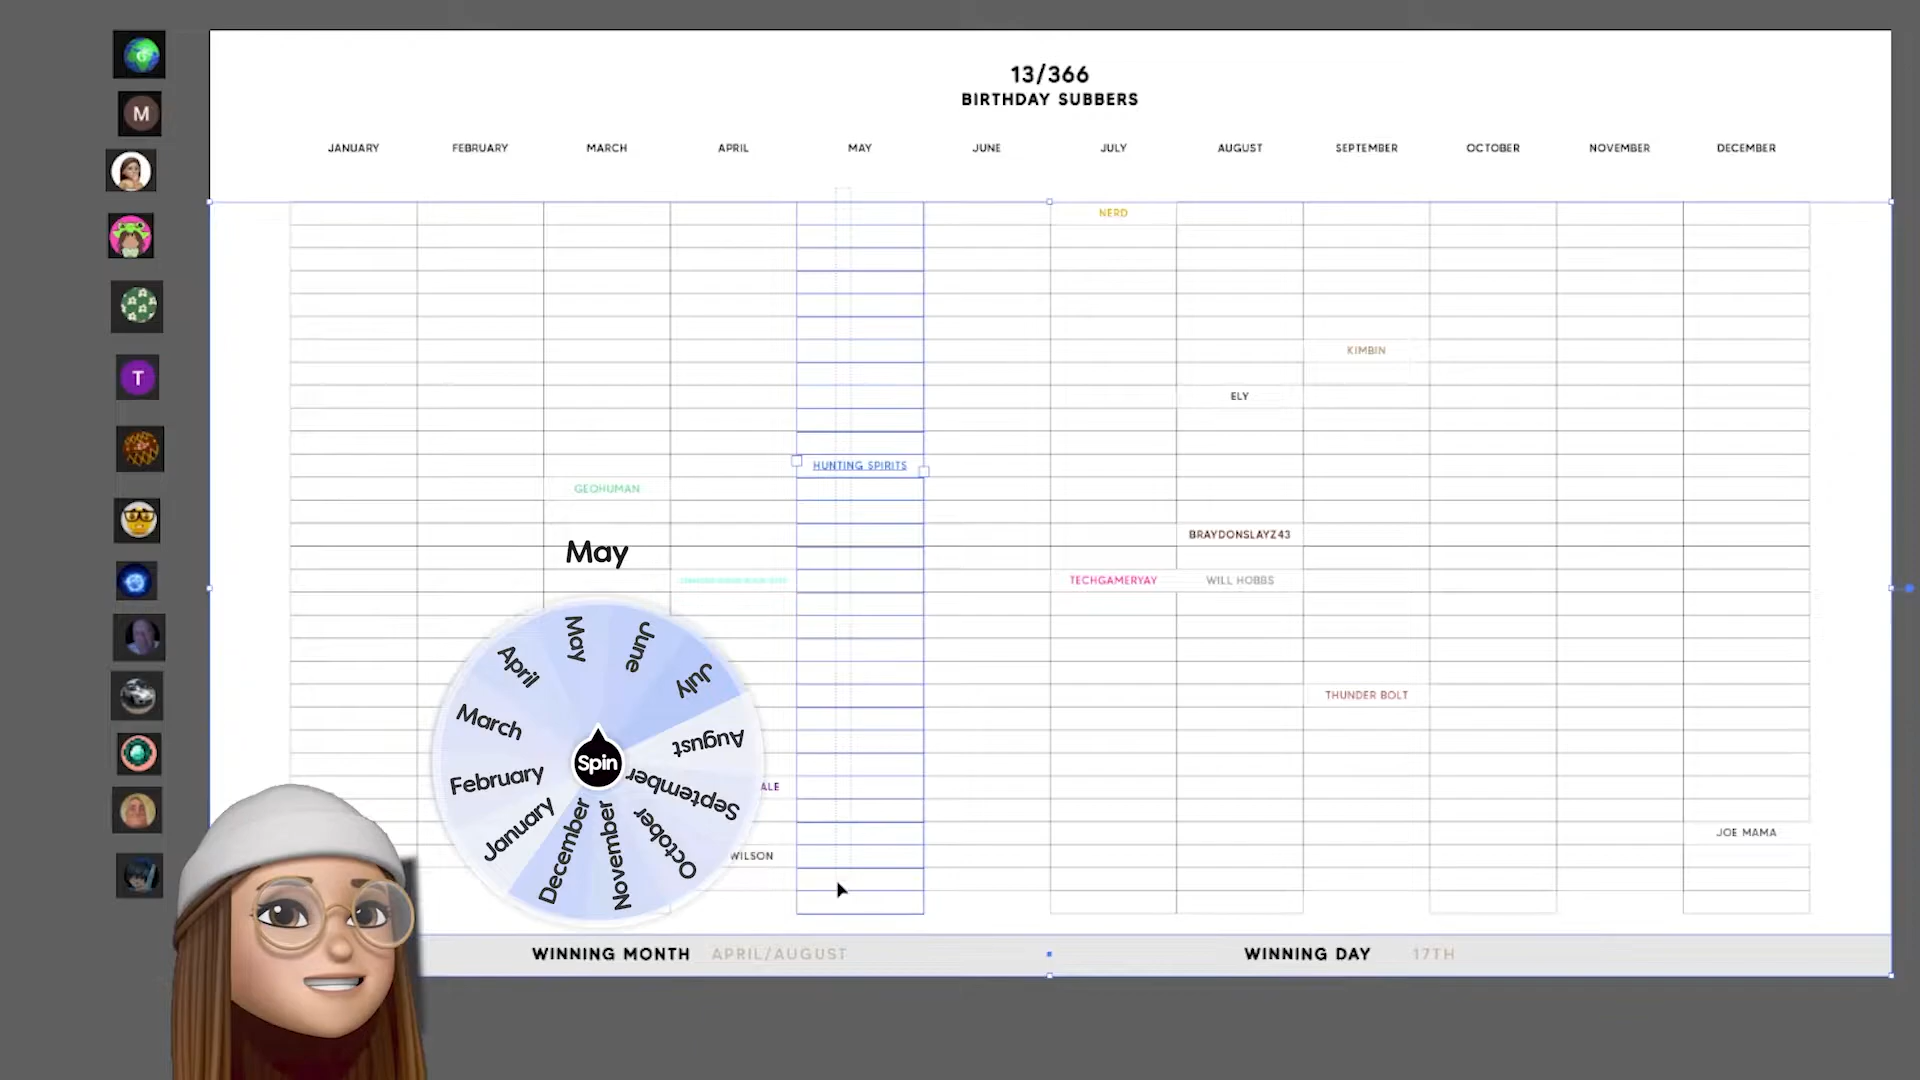 13/366
BIRTHDAY SUBBERS
JANUARY FEBRUARY MARCH APRIL MAY JUNE JULY AUGUST SEPTEMBER OCTOBER NOVEMBER DECEMBER
M
NERD
KIMBIN
T
ELY
HUNTING SPIRITS
GEOHUMAN
BRAYDONSLAYZ43
May
TECHGAMERYAY WILL HOBBS
THUNDER BOLT
May
June
July
August
September
October
November
December
January
February
March
April
Spin
ALE
JOE MAMA
WILSON
WINNING MONTH APRIL/AUGUST WINNING DAY 17TH